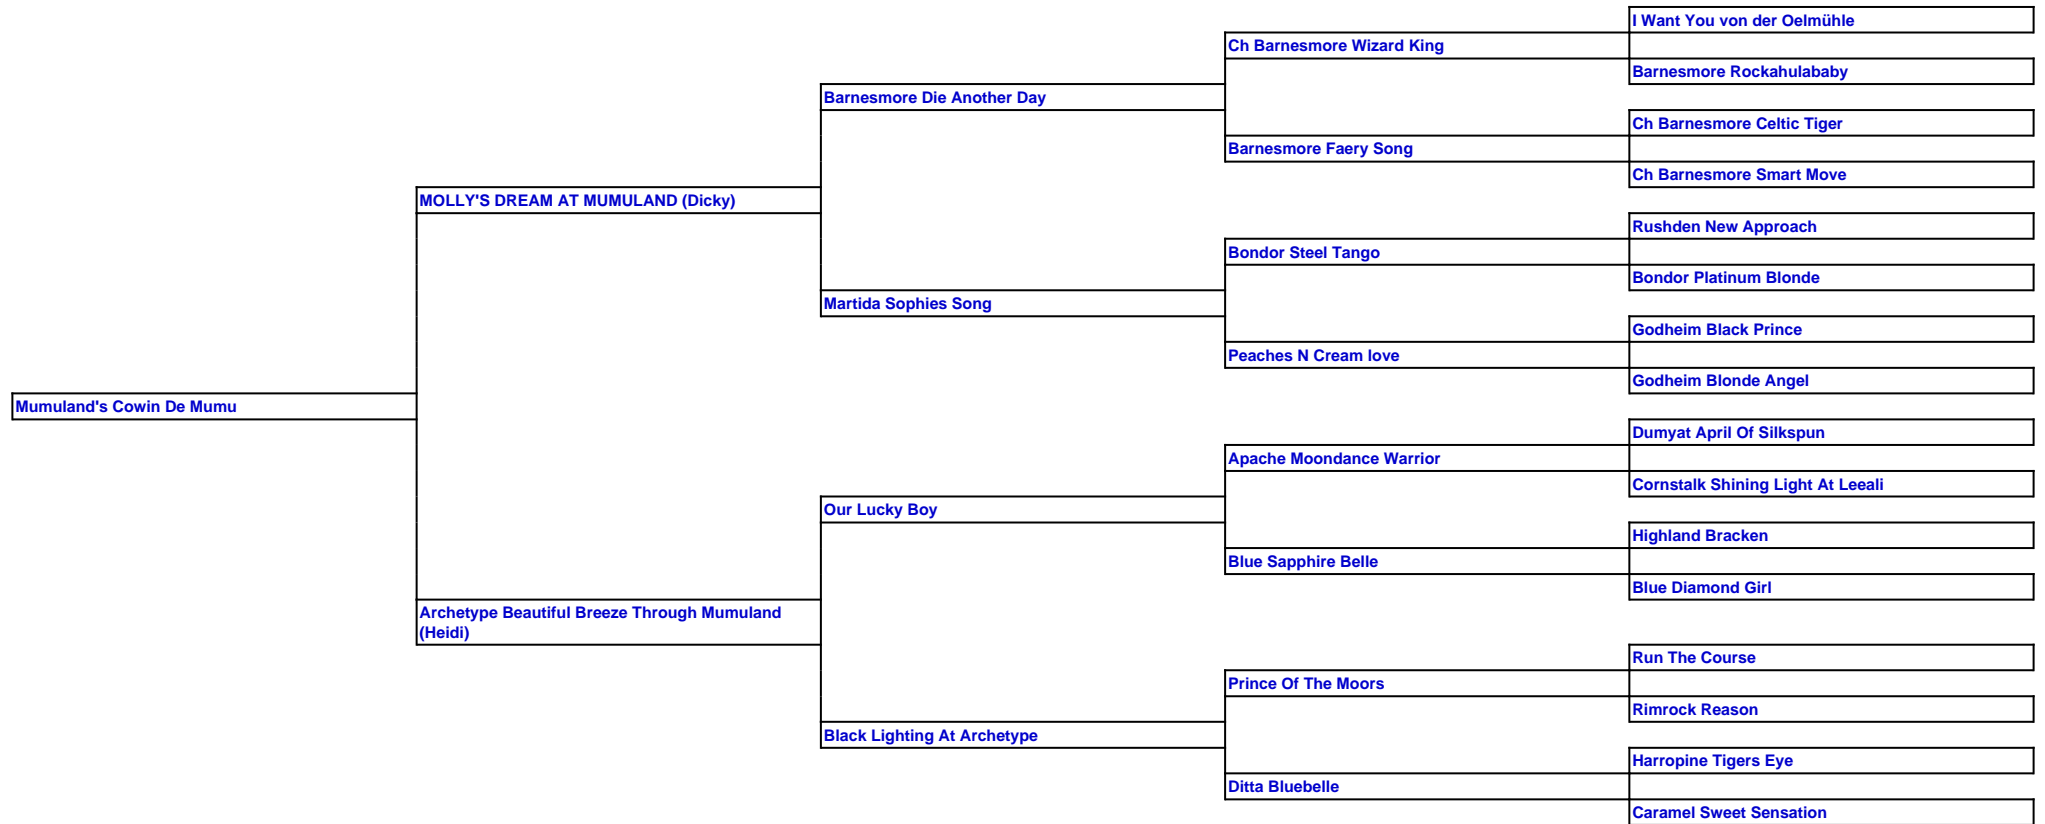 I Want You von der Oelmühle
Ch Barnesmore Wizard King
Barnesmore Rockahulababy
Barnesmore Die Another Day
Ch Barnesmore Celtic Tiger
Barnesmore Faery Song
Ch Barnesmore Smart Move
MOLLY'S DREAM AT MUMULAND (Dicky)
Rushden New Approach
Bondor Steel Tango
Bondor Platinum Blonde
Martida Sophies Song
Godheim Black Prince
Peaches N Cream love
Godheim Blonde Angel
Mumuland's Cowin De Mumu
Dumyat April Of Silkspun
Apache Moondance Warrior
Cornstalk Shining Light At Leeali
Our Lucky Boy
Highland Bracken
Blue Sapphire Belle
Blue Diamond Girl
Archetype Beautiful Breeze Through Mumuland
(Heidi)
Run The Course
Prince Of The Moors
Rimrock Reason
Black Lighting At Archetype
Harropine Tigers Eye
Ditta Bluebelle
Caramel Sweet Sensation